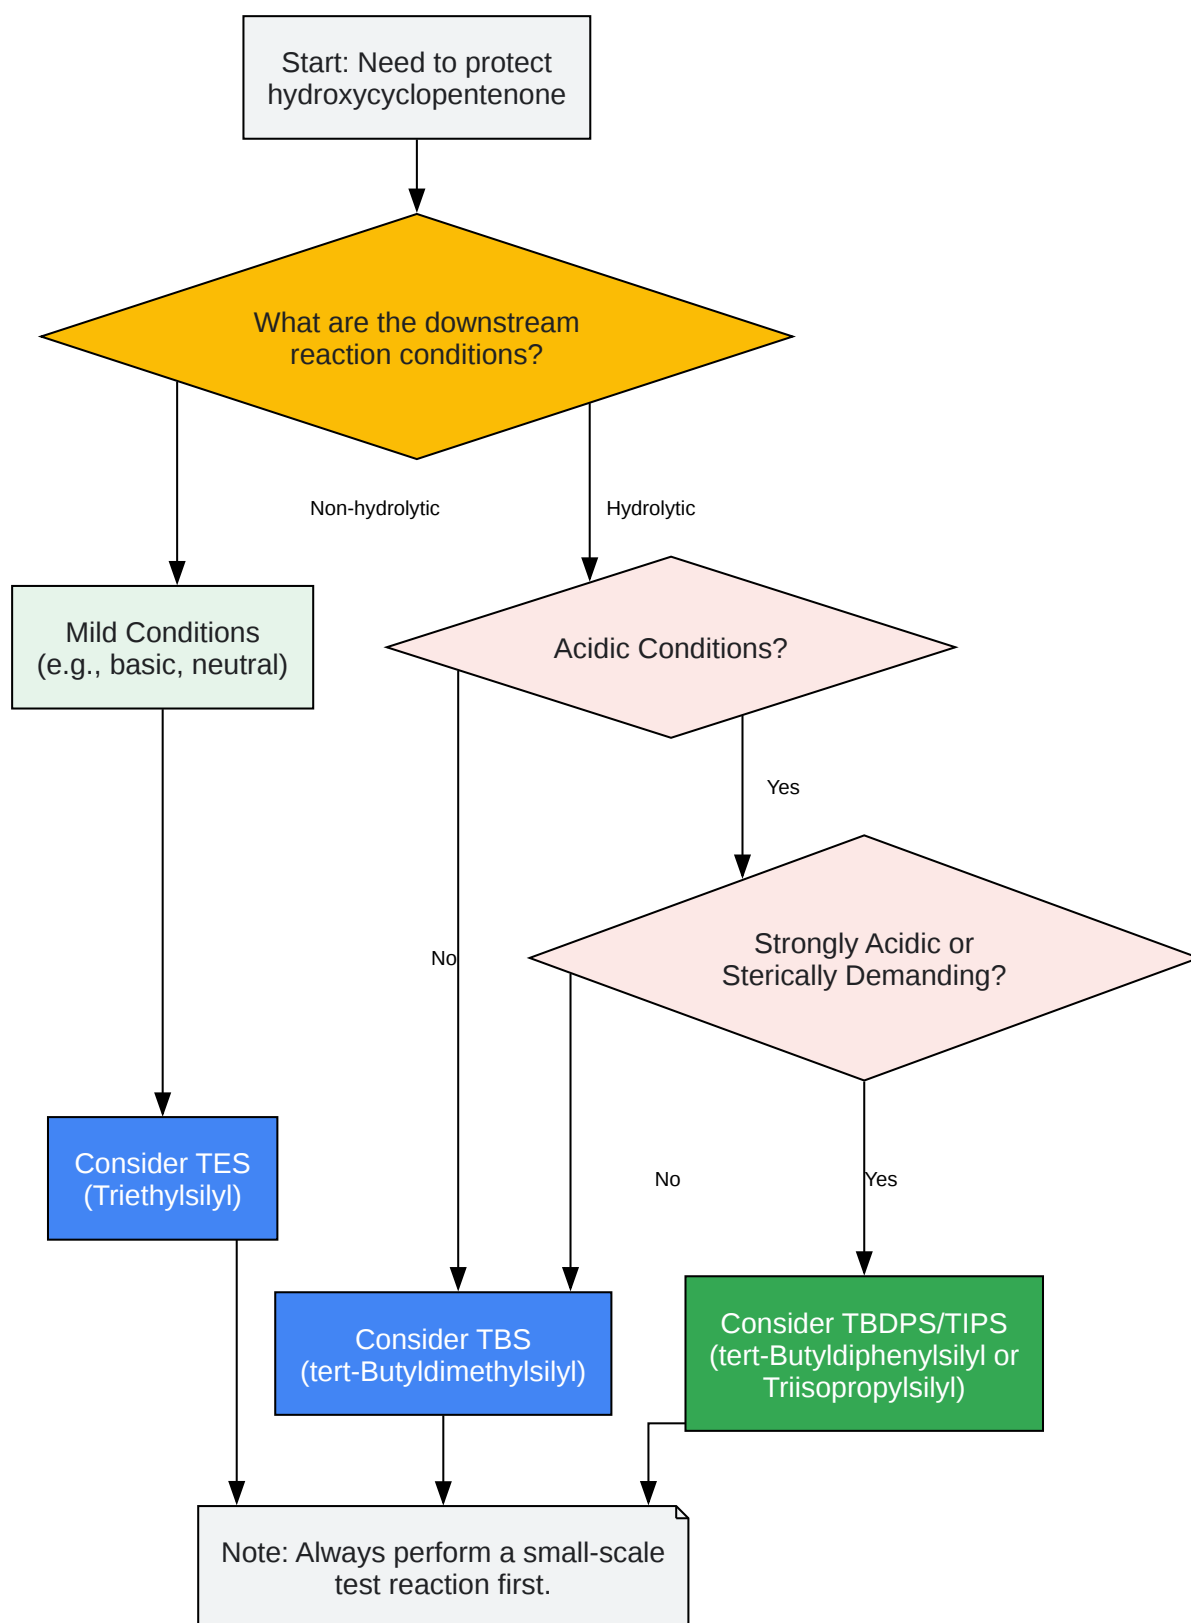 Start: Need to protect
hydroxycyclopentenone
What are the downstream
reaction conditions?
Non-hydrolytic
Hydrolytic
Mild Conditions
(e.g., basic, neutral)
Acidic Conditions?
Yes
No
Strongly Acidic or
Sterically Demanding?
Consider TES
(Triethylsilyl)
No
Yes
Consider TBS
(tert-Butyldimethylsilyl)
Consider TBDPS/TIPS
(tert-Butyldiphenylsilyl or
Triisopropylsilyl)
Note: Always perform a small-scale
test reaction first.